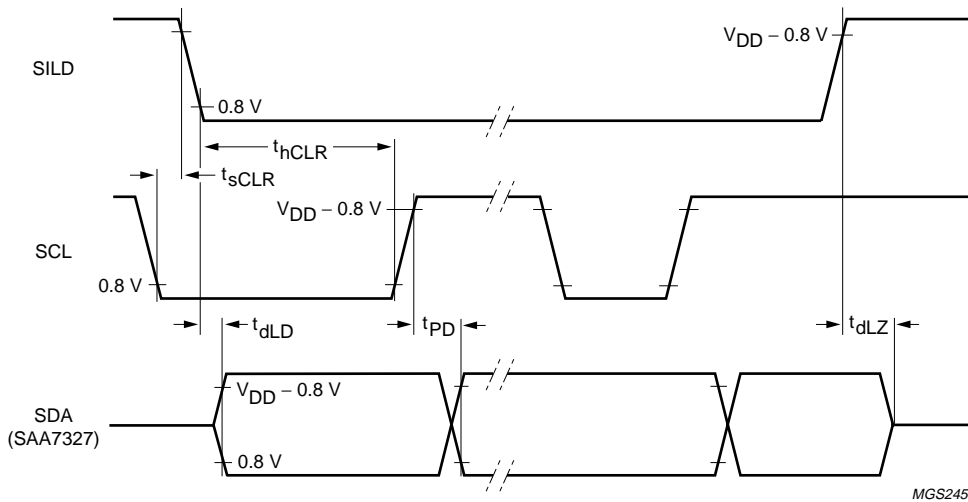 V_DD – 0.8 V
SILD
0.8 V
t_hCLR
t_sCLR
V_DD – 0.8 V
SCL
0.8 V
t_dLD
t_PD
t_dLZ
V_DD – 0.8 V
SDA
(SAA7327)
0.8 V
MGS245